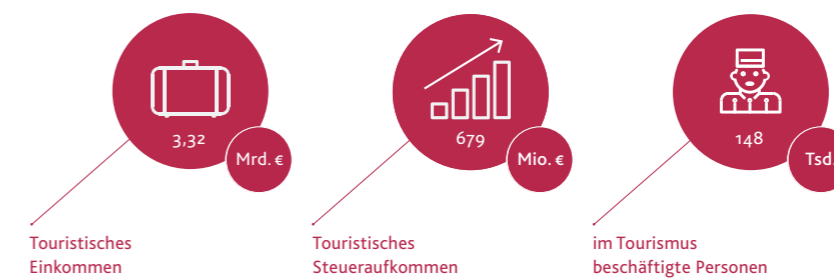 3,32
Mrd. €
Touristisches
Einkommen
679
Mio. €
Touristisches
Steueraufkommen
148
Tsd.
im Tourismus
beschäftigte Personen